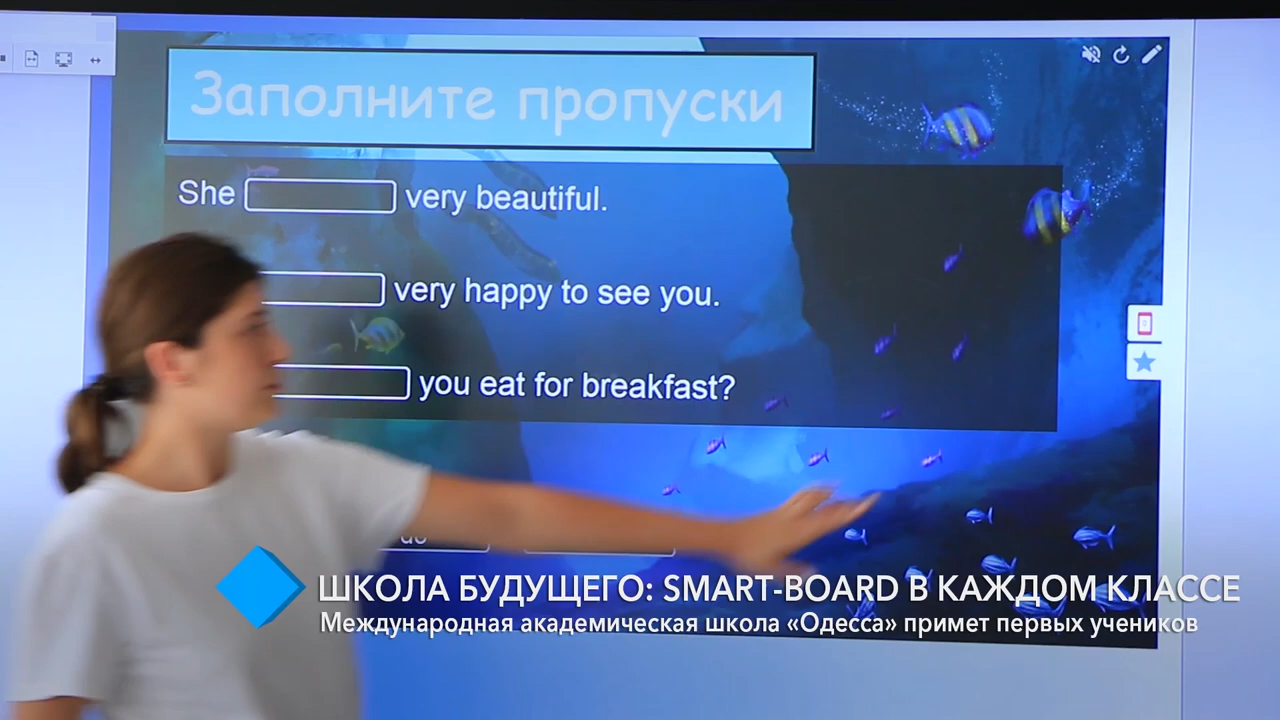 Заполните пропуски
She very beautiful.
very happy to see you.
you eat for breakfast?
ШКОЛА БУДУЩЕГО: SMART-BOARD В КАЖДОМ КЛАССЕ
Международная академическая школа «Одесса» примет первых учеников